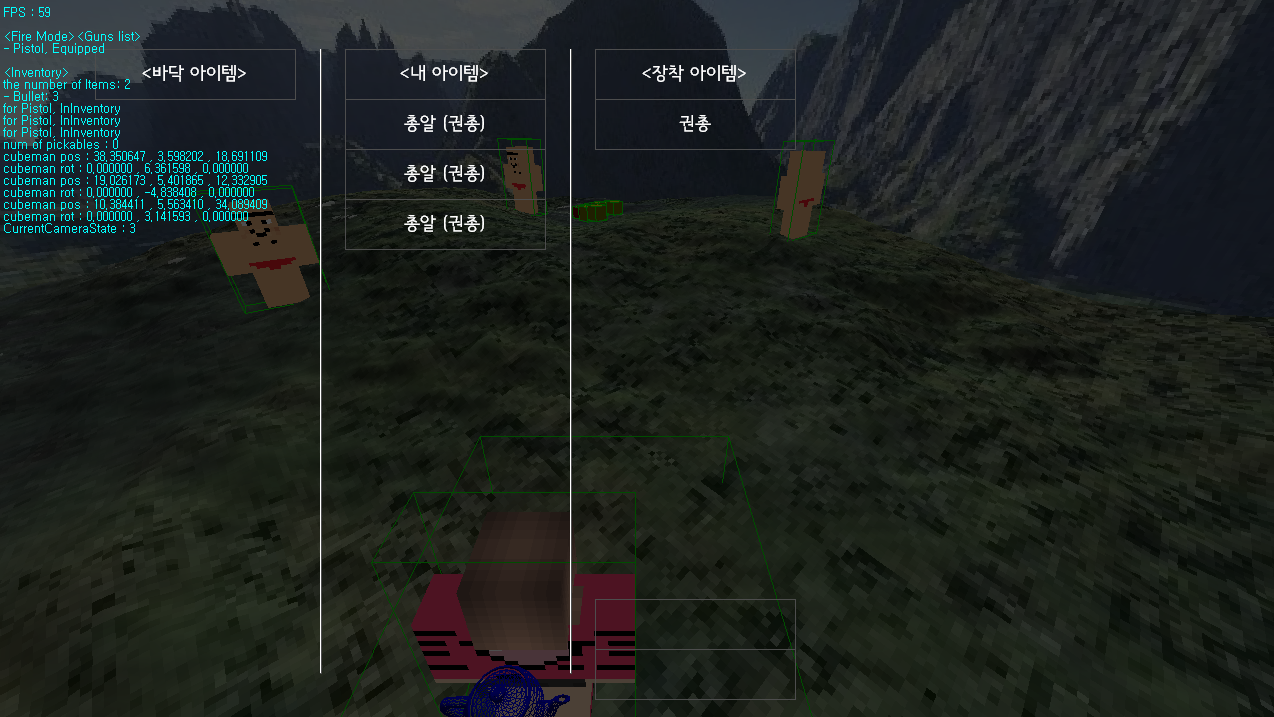 FPS : 59
<Fire Mode> <Guns list>
- Pistol, Equipped
<Inventory>
the number of Items: 2
- Bullet: 3
for Pistol, InInventory
for Pistol, InInventory
for Pistol, InInventory
num of pickables : 0
cubeman pos : 38,350647 , 3,598202 , 18,691109
cubeman rot : 0,000000 , 6,361598 , 0,000000
cubeman pos : 19,026173 , 5,401865 , 12,332905
cubeman rot : 0,000000 , -4,838408 , 0,000000
cubeman pos : 10,384411 , 5,563410 , 34,089409
cubeman rot : 0,000000 , 3,141593 , 0,000000
CurrentCameraState : 3
<바닥 아이템>
<내 아이템>
총알 (권총)
총알 (권총)
총알 (권총)
<장착 아이템>
권총